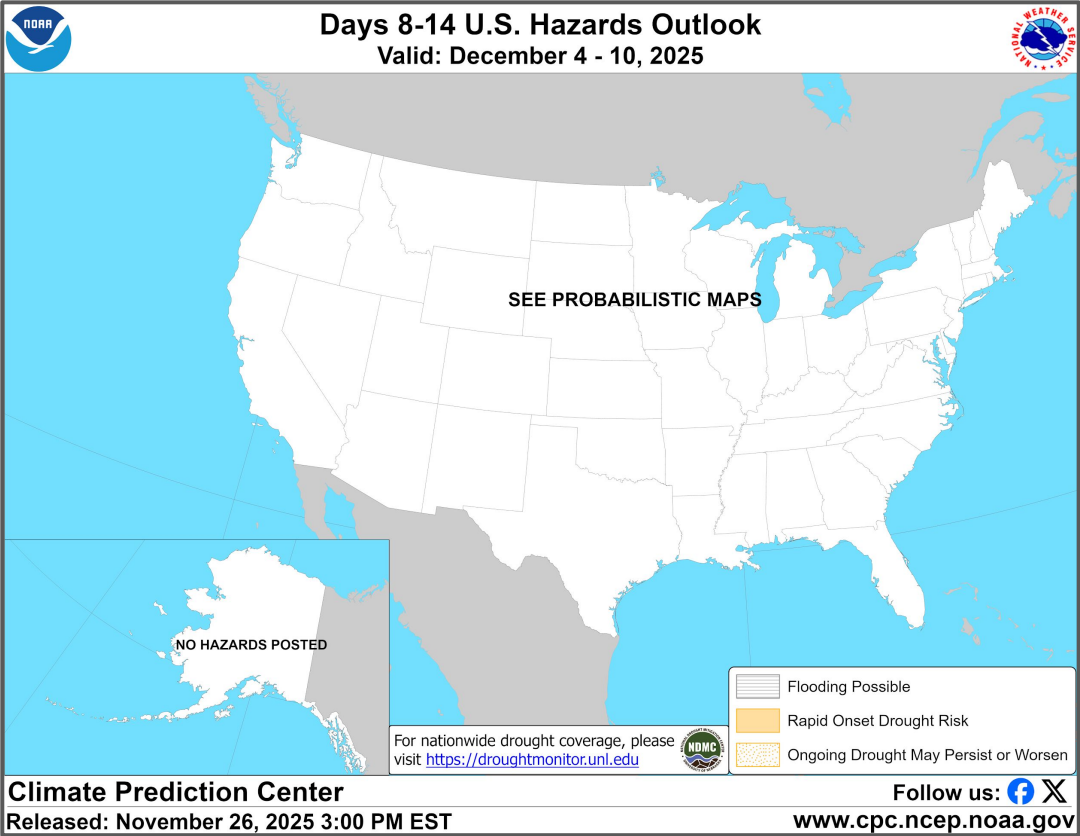 NOAA
Days 8-14 U.S. Hazards Outlook
Valid: December 4 - 10, 2025
NATIONAL WEATHER SERVICE
SEE PROBABILISTIC MAPS
NO HAZARDS POSTED
Flooding Possible
Rapid Onset Drought Risk
Ongoing Drought May Persist or Worsen
For nationwide drought coverage, please
visit https://droughtmonitor.unl.edu
NDMC
Climate Prediction Center
Released: November 26, 2025 3:00 PM EST
Follow us:
www.cpc.ncep.noaa.gov